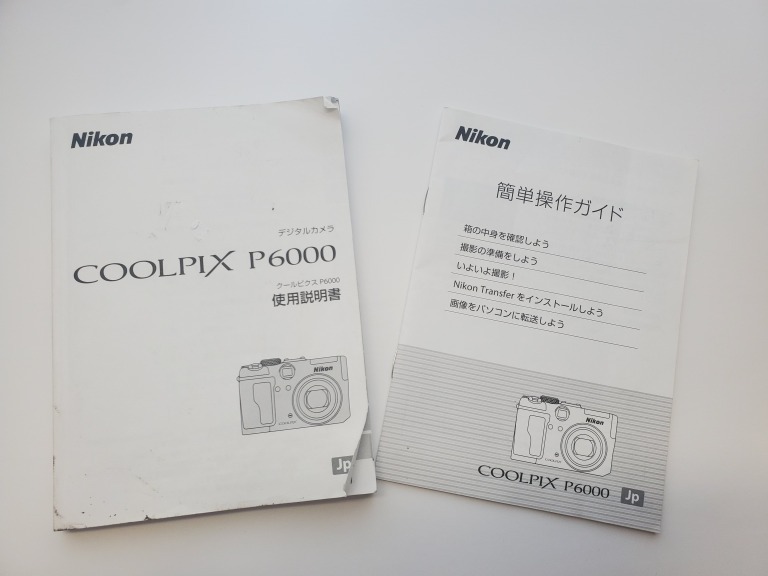 Nikon
デジタルカメラ
COOLPIX P6000
クールピクス P6000
使用説明書
Nikon
COOLPIX
Jp
Nikon
簡単操作ガイド
箱の中身を確認しよう
撮影の準備をしよう
いよいよ撮影！
Nikon Transfer をインストールしよう
画像をパソコンに転送しよう
Nikon
COOLPIX
COOLPIX P6000
Jp